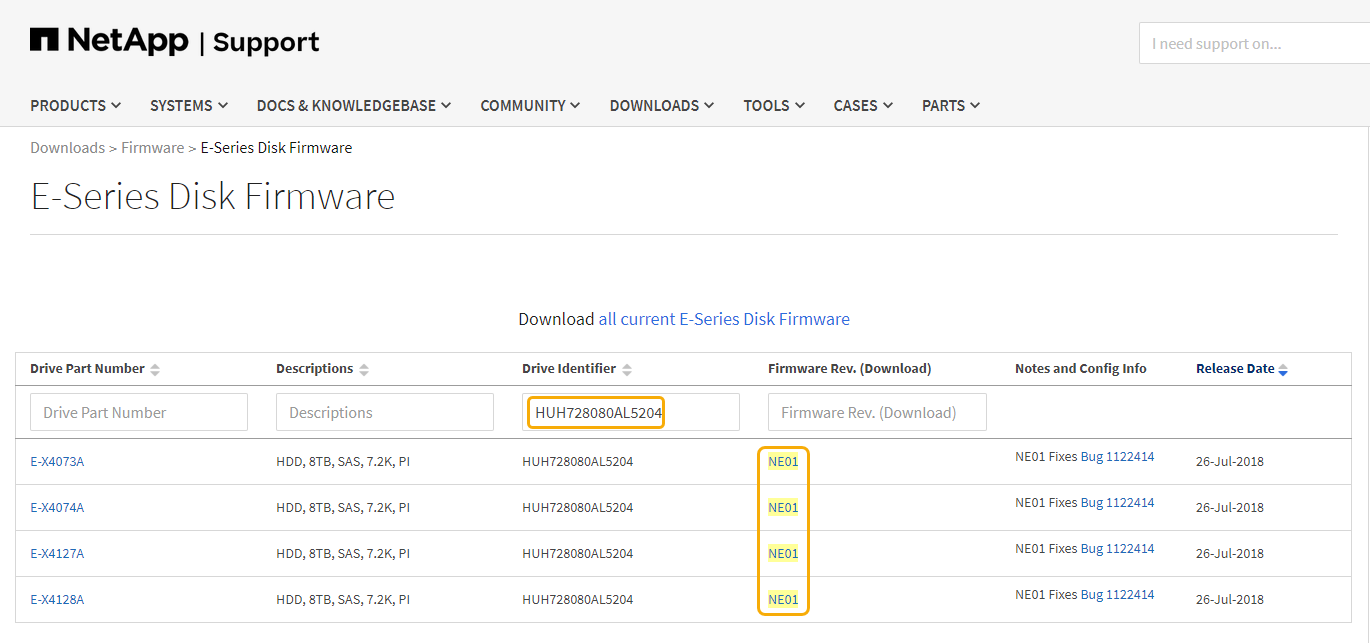 NetApp | Support
I need support on...
PRODUCTS SYSTEMS DOCS & KNOWLEDGEBASE COMMUNITY DOWNLOADS TOOLS CASES PARTS
Downloads > Firmware > E-Series Disk Firmware
E-Series Disk Firmware
Download all current E-Series Disk Firmware
Drive Part Number Descriptions Drive Identifier Firmware Rev. (Download) Notes and Config Info Release Date
Drive Part Number Descriptions HUH728080AL5204 Firmware Rev. (Download)
E-X4073A HDD, 8TB, SAS, 7.2K, PI HUH728080AL5204 NE01 NE01 Fixes Bug 1122414 26-Jul-2018
E-X4074A HDD, 8TB, SAS, 7.2K, PI HUH728080AL5204 NE01 NE01 Fixes Bug 1122414 26-Jul-2018
E-X4127A HDD, 8TB, SAS, 7.2K, PI HUH728080AL5204 NE01 NE01 Fixes Bug 1122414 26-Jul-2018
E-X4128A HDD, 8TB, SAS, 7.2K, PI HUH728080AL5204 NE01 NE01 Fixes Bug 1122414 26-Jul-2018